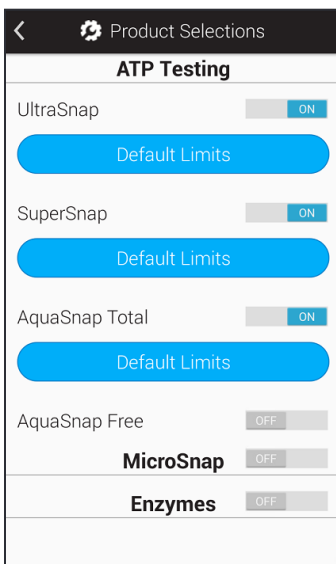 Product Selections
ATP Testing
UltraSnap ON
Default Limits
SuperSnap ON
Default Limits
AquaSnap Total ON
Default Limits
AquaSnap Free OFF
MicroSnap OFF
Enzymes OFF